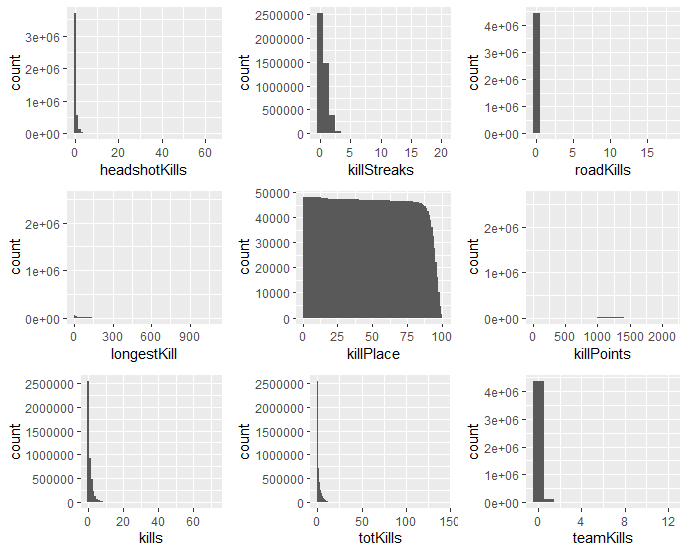 count
3e+06
2e+06
1e+06
0e+00
0 20 40 60
headshotKills
count
2500000
2000000
1500000
1000000
500000
0
0 5 10 15 20
killStreaks
count
4e+06
3e+06
2e+06
1e+06
0e+00
0 5 10 15
roadKills
count
2e+06
1e+06
0e+00
0 300 600 900
longestKill
count
50000
40000
30000
20000
10000
0
0 25 50 75 100
killPlace
count
2e+06
1e+06
0e+00
0 500 1000 1500 2000
killPoints
count
2500000
2000000
1500000
1000000
500000
0
0 20 40 60
kills
count
2500000
2000000
1500000
1000000
500000
0
0 50 100 150
totKills
count
4e+06
3e+06
2e+06
1e+06
0e+00
0 4 8 12
teamKills